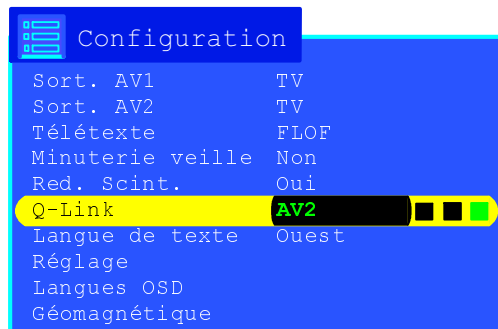 Configuration
Sort. AV1 TV
Sort. AV2 TV
Télétexte FLOF
Minuterie veille Non
Red. Scint. Oui
Q-Link AV2
Langue de texte Ouest
Réglage
Langues OSD
Géomagnétique